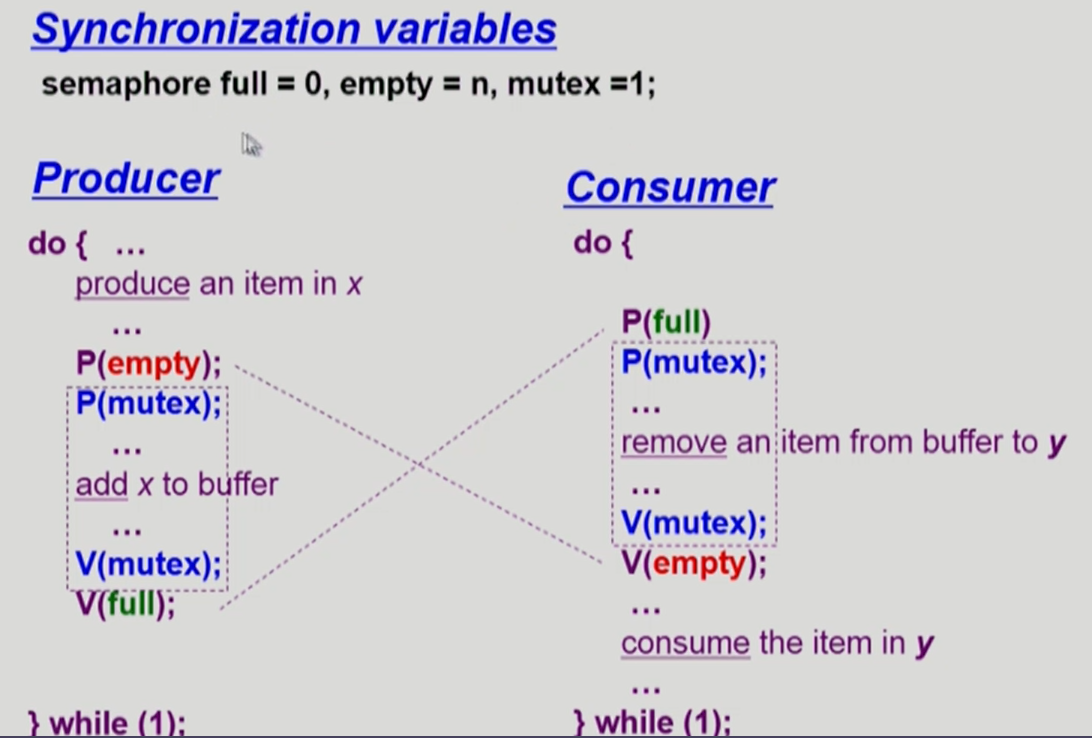 Synchronization variables
semaphore full = 0, empty = n, mutex =1;
Producer
do { ...
produce an item in x
...
P(empty);
P(mutex);
...
add x to buffer
...
V(mutex);
V(full);
} while (1);
Consumer
do {
P(full)
P(mutex);
...
remove an item from buffer to y
...
V(mutex);
V(empty);
...
consume the item in y
...
} while (1);